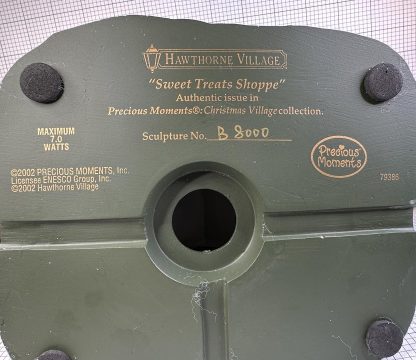 HAWTHORNE VILLAGE
"Sweet Treats Shoppe"
Authentic issue in
Precious Moments®: Christmas Village collection.
Sculpture No. B 8000
MAXIMUM
7.0
WATTS
Precious
Moments
©2002 PRECIOUS MOMENTS, Inc.
Licensee ENESCO Group, Inc.
©2002 Hawthorne Village
79386